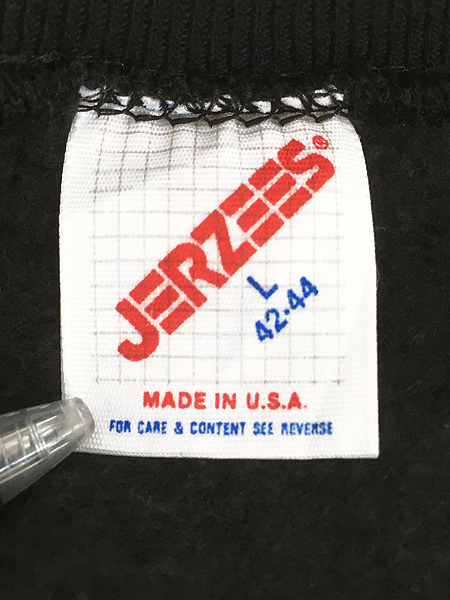 JERZEES®
L
42-44
MADE IN U.S.A.
FOR CARE & CONTENT SEE REVERSE